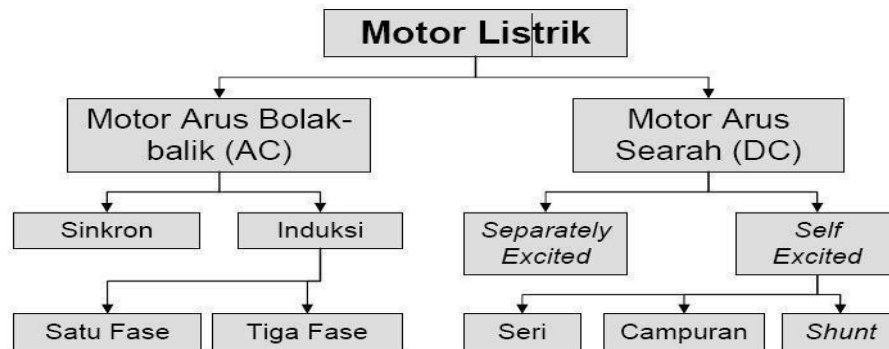 Motor Listrik
Motor Arus Bolak-
balik (AC)
Motor Arus
Searah (DC)
Sinkron
Induksi
Separately
Excited
Self
Excited
Satu Fase
Tiga Fase
Seri
Campuran
Shunt